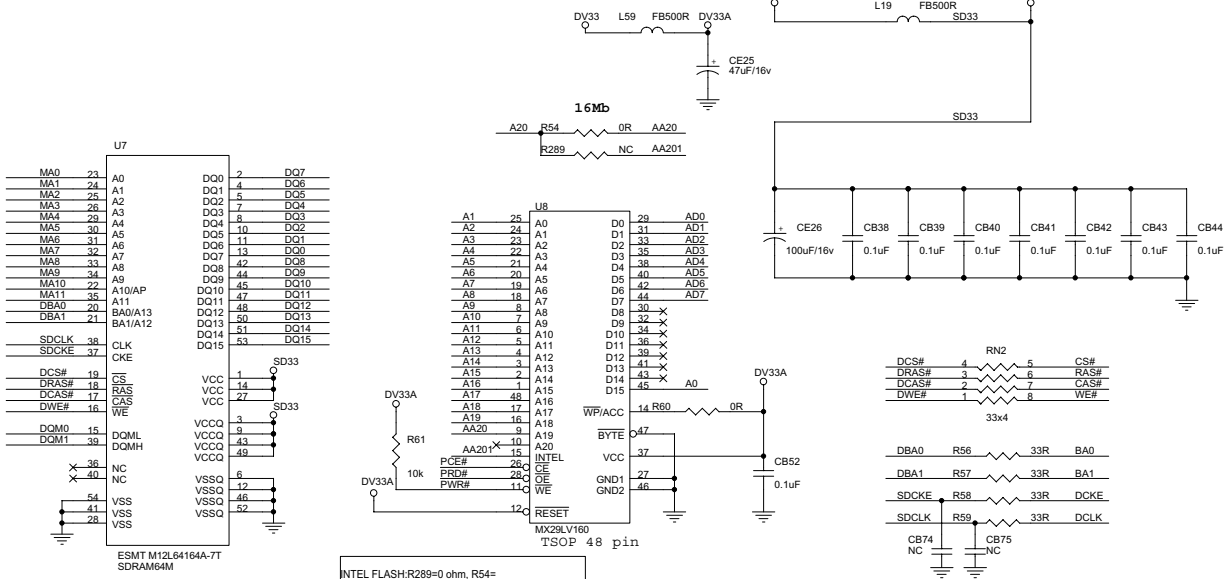 DV33 L59 FB500R DV33A
L19 FB500R
SD33
CE25
47uF/16v
16Mb
A20 R54 0R AA20
R289 NC AA201
SD33
CE26
100uF/16v
CB38
0.1uF
CB39
0.1uF
CB40
0.1uF
CB41
0.1uF
CB42
0.1uF
CB43
0.1uF
CB44
0.1uF
U7
MA0 23 A0 DQ0 2 DQ7
MA1 24 A1 DQ1 4 DQ6
MA2 25 A2 DQ2 5 DQ5
MA3 26 A3 DQ3 7 DQ4
MA4 29 A4 DQ4 8 DQ3
MA5 30 A5 DQ5 10 DQ2
MA6 31 A6 DQ6 11 DQ1
MA7 32 A7 DQ7 13 DQ0
MA8 33 A8 DQ8 42 DQ8
MA9 34 A9 DQ9 44 DQ9
MA10 22 A10/AP DQ10 45 DQ10
MA11 35 A11 DQ11 47 DQ11
DBA0 20 BA0/A13 DQ12 48 DQ12
DBA1 21 BA1/A12 DQ13 50 DQ13
DQ14 51 DQ14
DQ15 53 DQ15
SDCLK 38 CLK
SDCKE 37 CKE
SD33
DCS# 19 CS VCC 1
DRAS# 18 RAS VCC 14
DCAS# 17 CAS VCC 27
DWE# 16 WE
SD33
VCCQ 3
DQM0 15 DQML VCCQ 9
DQM1 39 DQMH VCCQ 43
VCCQ 49
36 NC
40 NC
VSSQ 6
VSSQ 12
VSSQ 46
VSSQ 52
54 VSS
41 VSS
28 VSS
ESMT M12L64164A-7T
SDRAM64M
U8
A1 25 A0 D0 29 AD0
A2 24 A1 D1 31 AD1
A3 23 A2 D2 33 AD2
A4 22 A3 D3 35 AD3
A5 21 A4 D4 38 AD4
A6 20 A5 D5 40 AD5
A7 19 A6 D6 42 AD6
A8 18 A7 D7 44 AD7
A9 8 A8 D8 30
A10 7 A9 D9 32
A11 6 A10 D10 34
A12 5 A11 D11 36
A13 4 A12 D12 39
A14 3 A13 D13 41
A15 2 A14 D14 43
A16 1 A15 D15 45 A0
A17 48 A16
A18 17 A17 WP/ACC 14 R60 0R
A19 16 A18
AA20 9 A19 BYTE 47
10 A20
AA201 15 INTEL VCC 37
PCE# 26 CE
PRD# 28 OE GND1 27
PWR# 11 WE GND2 46
12 RESET
MX29LV160
TSOP 48 pin
DV33A
R61
10k
DV33A
DV33A
CB52
0.1uF
RN2
DCS# 4 5 CS#
DRAS# 3 6 RAS#
DCAS# 2 7 CAS#
DWE# 1 8 WE#
33x4
DBA0 R56 33R BA0
DBA1 R57 33R BA1
SDCKE R58 33R DCKE
SDCLK R59 33R DCLK
CB74
NC
CB75
NC
INTEL FLASH:R289=0 ohm, R54=